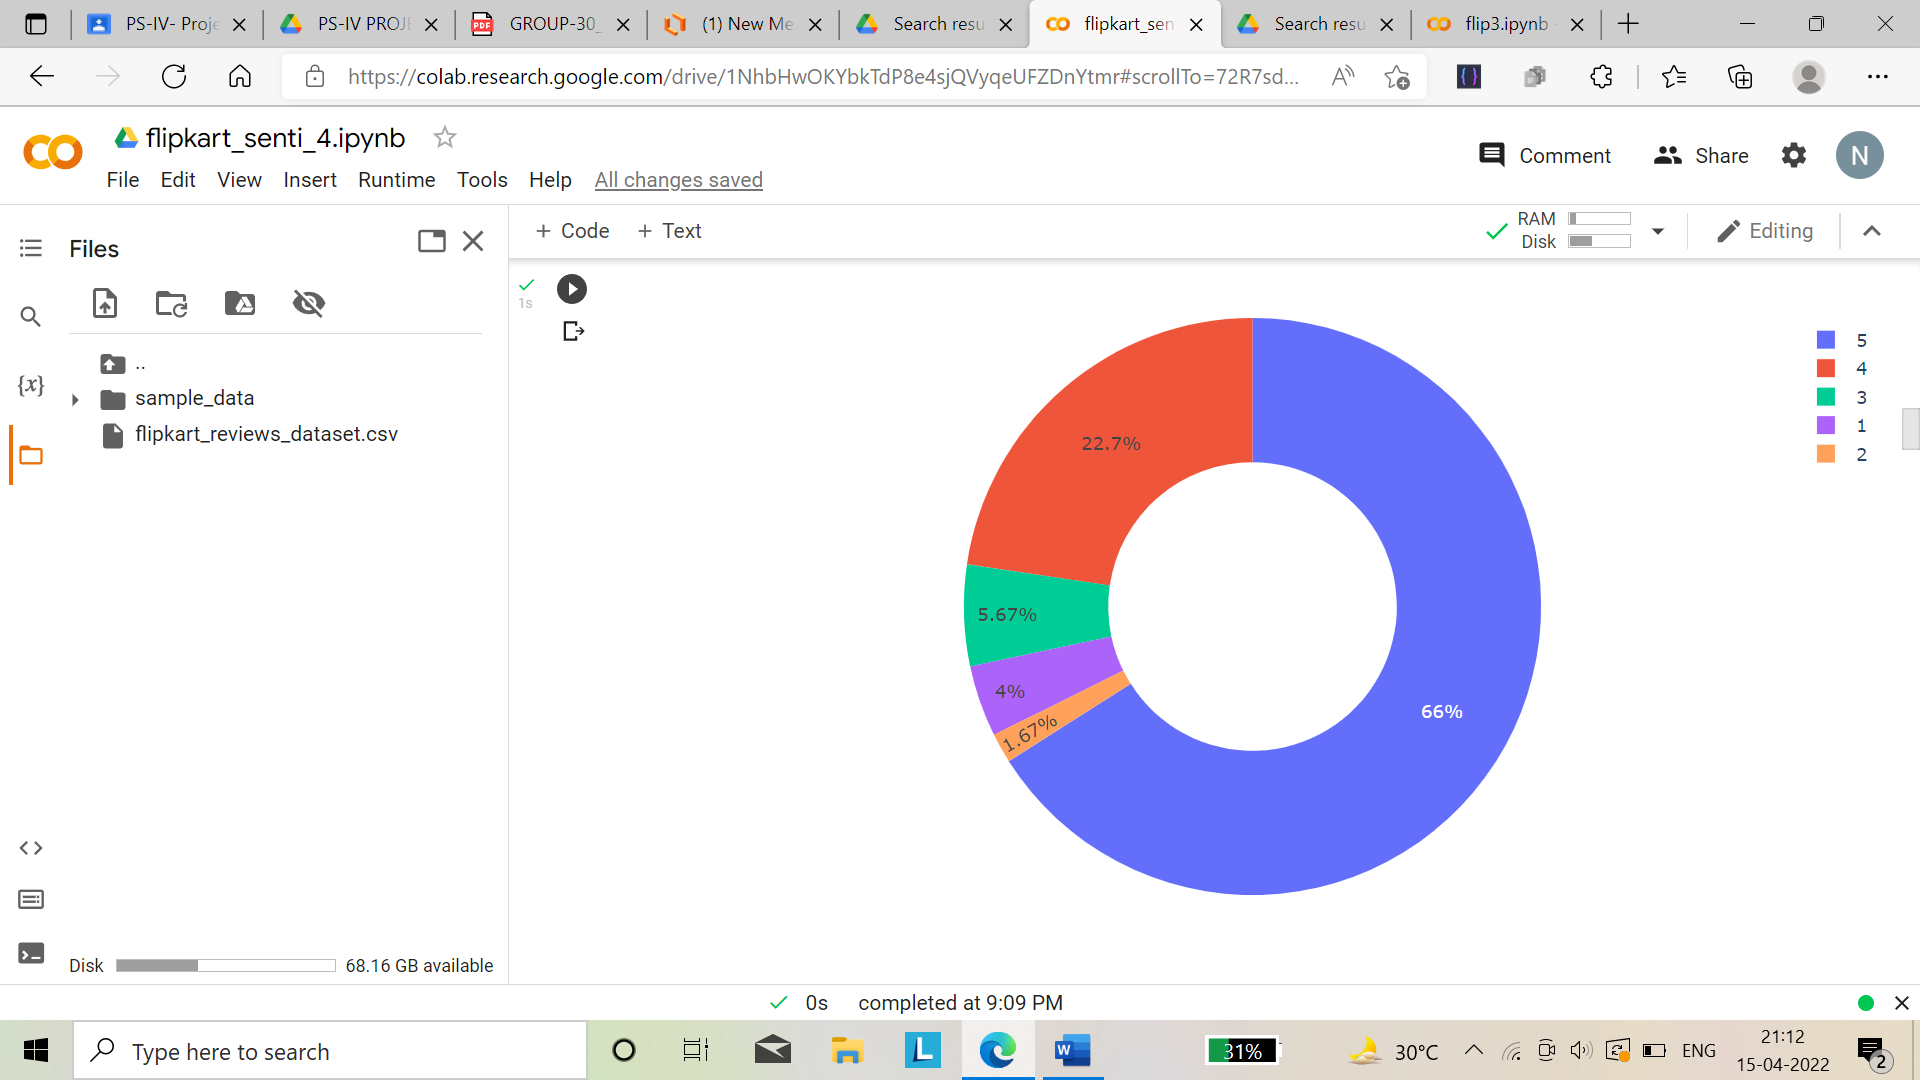 PS-IV- Proje
PS-IV PROJE
GROUP-30_
(1) New Me
Search resu
flipkart_sen
Search resu
flip3.ipynb -
https://colab.research.google.com/drive/1NhbHwOKYbkTdP8e4sjQVyqeUFZDnYtmr#scrollTo=72R7sd...
flipkart_senti_4.ipynb
Comment
Share
N
File Edit View Insert Runtime Tools Help All changes saved
Files
+ Code + Text
RAM
Disk
Editing
1s
..
sample_data
flipkart_reviews_dataset.csv
{x}
5
4
3
1
2
22.7%
5.67%
4%
1.67%
66%
Disk
68.16 GB available
0s completed at 9:09 PM
Type here to search
L
W
31%
30°C
ENG
21:12
15-04-2022
2